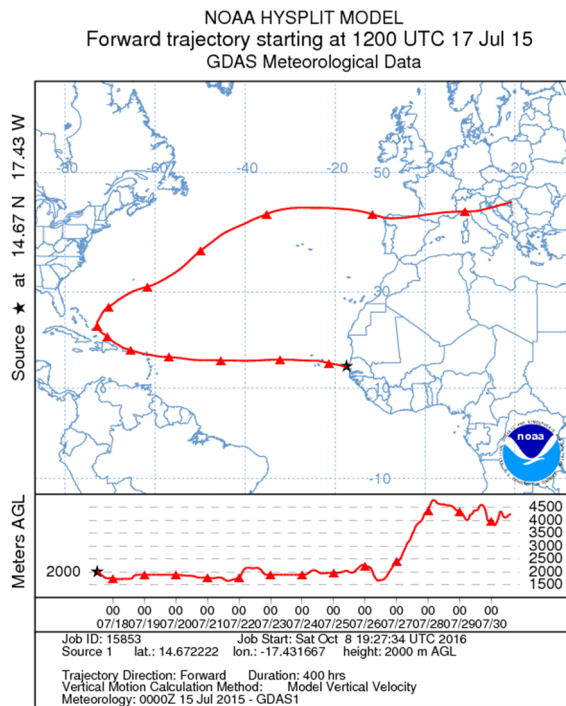 NOAA HYSPLIT MODEL
Forward trajectory starting at 1200 UTC 17 Jul 15
GDAS Meteorological Data
Source ★ at 14.67 N 17.43 W
-80 -60 -40 -20 50 0 20
30
10
-10
noaa
Meters AGL
2000
4500
4000
3500
3000
2500
2000
1500
00 00 00 00 00 00 00 00 00 00 00 00 00
07/18 07/19 07/20 07/21 07/22 07/23 07/24 07/25 07/26 07/27 07/28 07/29 07/30
Job ID: 15853 Job Start: Sat Oct 8 19:27:34 UTC 2016
Source 1 lat.: 14.672222 lon.: -17.431667 height: 2000 m AGL
Trajectory Direction: Forward Duration: 400 hrs
Vertical Motion Calculation Method: Model Vertical Velocity
Meteorology: 0000Z 15 Jul 2015 - GDAS1